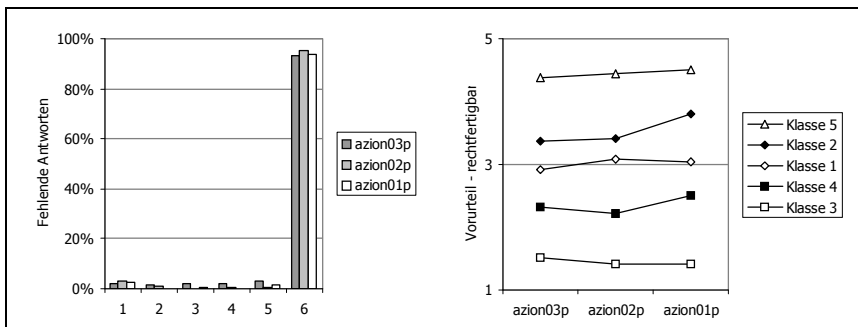 Fehlende Antworten
100%
80%
60%
40%
20%
0%
1 2 3 4 5 6
azion03p
azion02p
azion01p
Vorurteil - rechtfertigbar
5
3
1
azion03p azion02p azion01p
Klasse 5
Klasse 2
Klasse 1
Klasse 4
Klasse 3